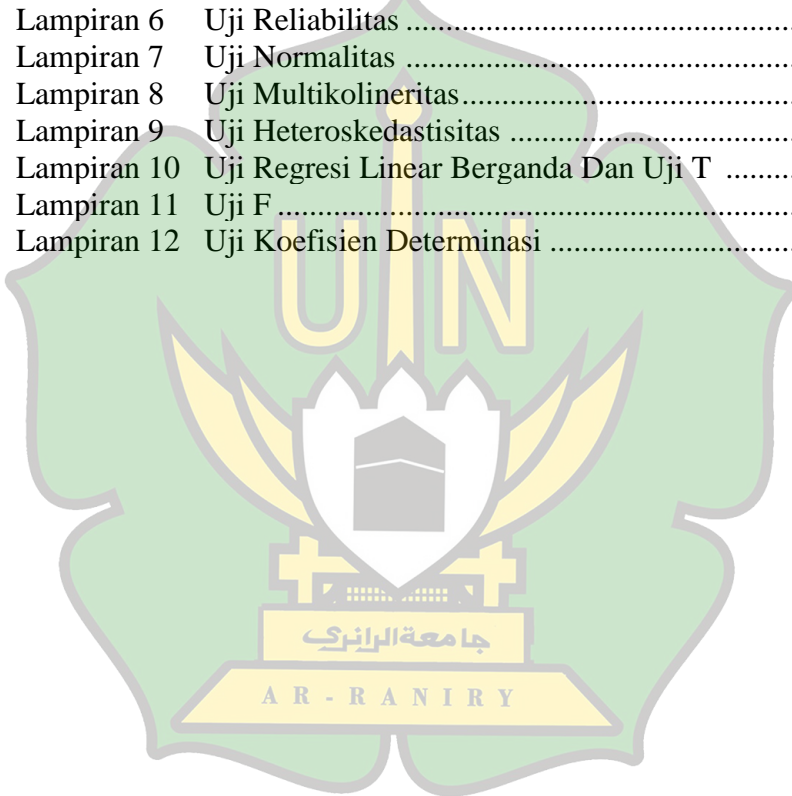 Lampiran 6 Uji Reliabilitas ..........................................
Lampiran 7 Uji Normalitas ..........................................
Lampiran 8 Uji Multikolineritas....................................
Lampiran 9 Uji Heteroskedastisitas ..............................
Lampiran 10 Uji Regresi Linear Berganda Dan Uji T .........
Lampiran 11 Uji F.......................................................
Lampiran 12 Uji Koefisien Determinasi ..........................
UIN
جامعةالرانري
AR-RANIRY